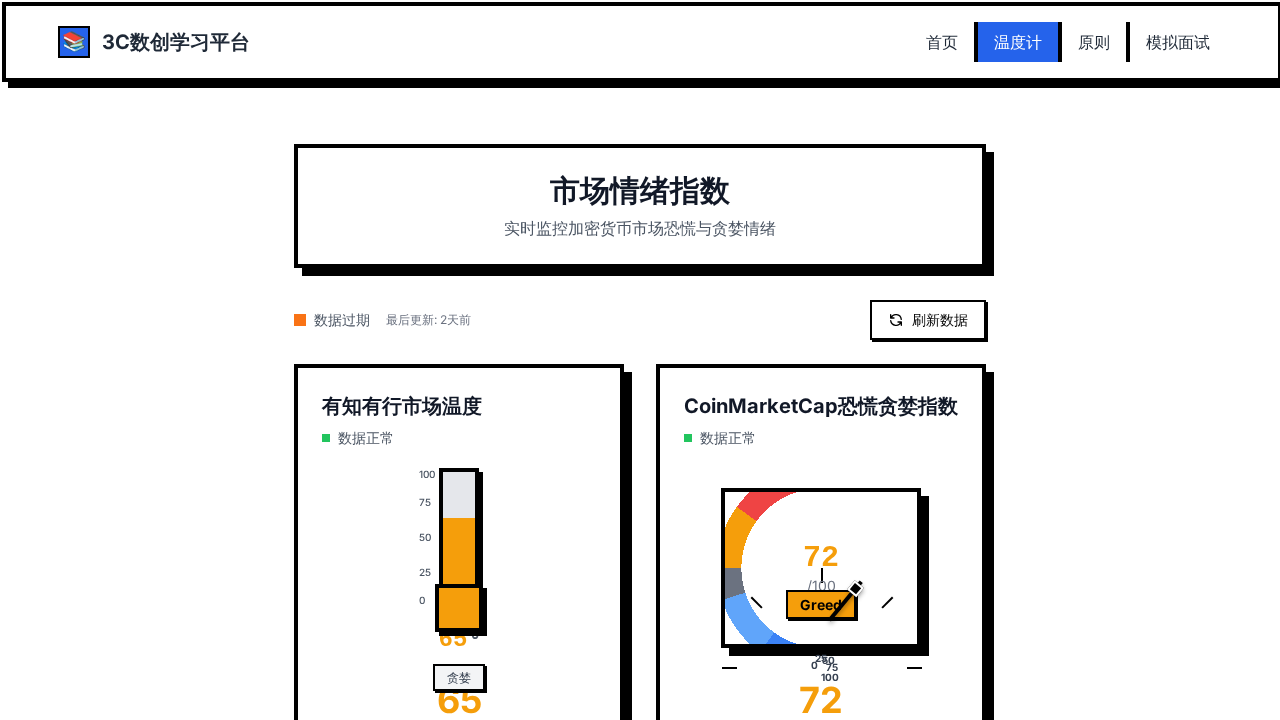 3C数创学习平台
首页
温度计
原则
模拟面试
市场情绪指数
实时监控加密货币市场恐慌与贪婪情绪
数据过期
最后更新: 2天前
刷新数据
有知有行市场温度
数据正常
100
75
50
25
0
65
贪婪
65
CoinMarketCap恐慌贪婪指数
数据正常
72
/100
Greed
0
75
100
72